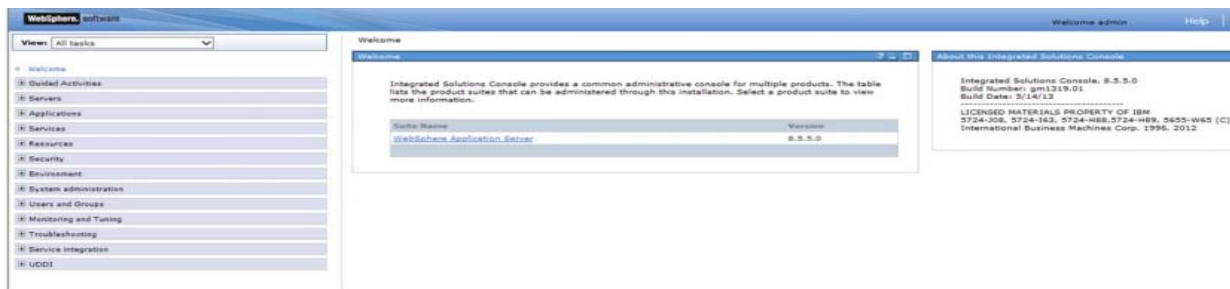 WebSphere. software
Welcome admin
Help
View: All tasks
Welcome
Guided Activities
Servers
Applications
Services
Resources
Security
Environment
System administration
Users and Groups
Monitoring and Tuning
Troubleshooting
Service integration
UDDI
Welcome
Welcome
? _
Integrated Solutions Console provides a common administrative console for multiple products. The table
lists the product suites that can be administered through this installation. Select a product suite to view
more information.
Suite Name Version
WebSphere Application Server 8.5.5.0
About this Integrated Solutions Console
Integrated Solutions Console, 8.5.5.0
Build Number: gm1319.01
Build Date: 5/14/13
----------------------------------
LICENSED MATERIALS PROPERTY OF IBM
5724-J08, 5724-I63, 5724-H88,5724-H89, 5655-W65 (C)
International Business Machines Corp. 1996, 2012